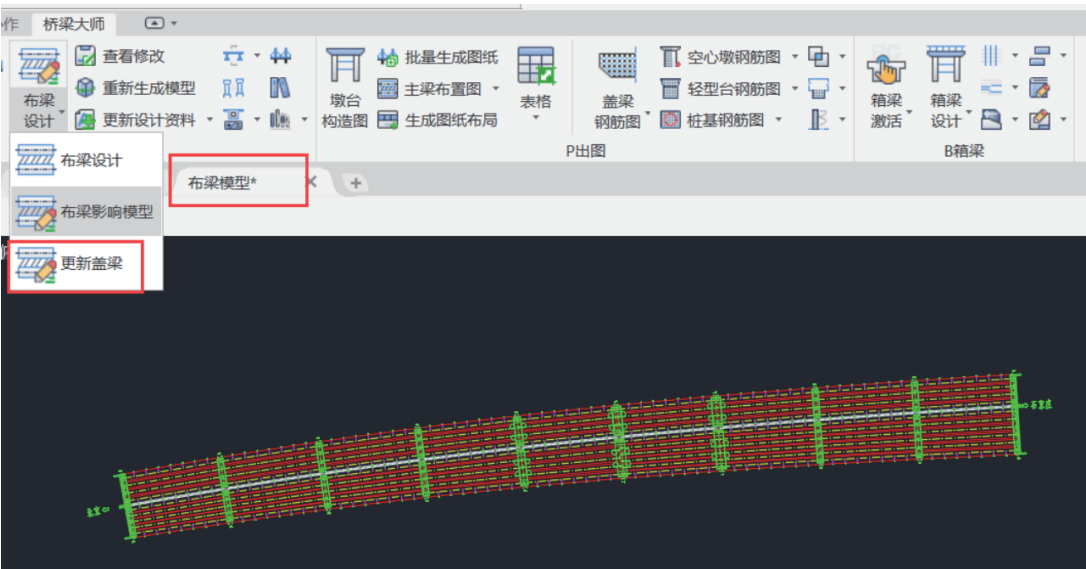 作 桥梁大师
查看修改 批量生成图纸 空心墩钢筋图
重新生成模型 主梁布置图 轻型台钢筋图
布梁设计 更新设计资料 墩台构造图 生成图纸布局 表格 盖梁钢筋图 桩基钢筋图 箱梁激活 箱梁设计
P出图 B箱梁
布梁设计
布梁模型*
布梁影响模型
更新盖梁